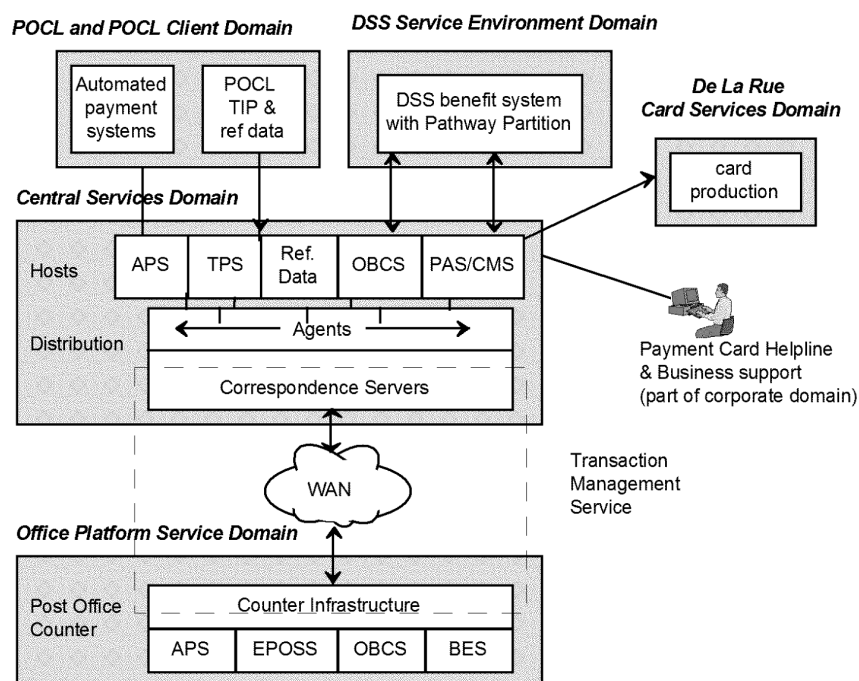 POCL and POCL Client Domain
DSS Service Environment Domain
Automated
payment
systems
POCL
TIP &
ref data
DSS benefit system
with Pathway Partition
De La Rue
Card Services Domain
card
production
Central Services Domain
Hosts
APS
TPS
Ref.
Data
OBCS
PAS/CMS
Distribution
Agents
Correspondence Servers
Payment Card Helpline
& Business support
(part of corporate domain)
WAN
Transaction
Management
Service
Office Platform Service Domain
Post Office
Counter
Counter Infrastructure
APS
EPOSS
OBCS
BES